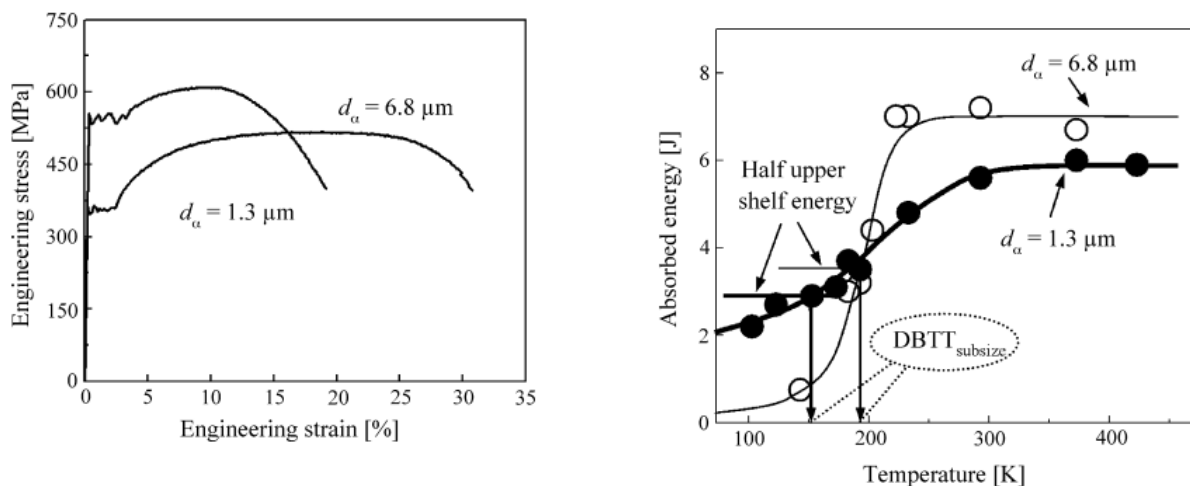 750
600
450
300
150
0
0
5
10
15
20
25
30
35
Engineering stress [MPa]
Engineering strain [%]
dα = 6.8 µm
dα = 1.3 µm
8
6
4
2
0
100
200
300
400
Absorbed energy [J]
Temperature [K]
dα = 6.8 µm
Half upper
shelf energy
dα = 1.3 µm
DBTTsubsize